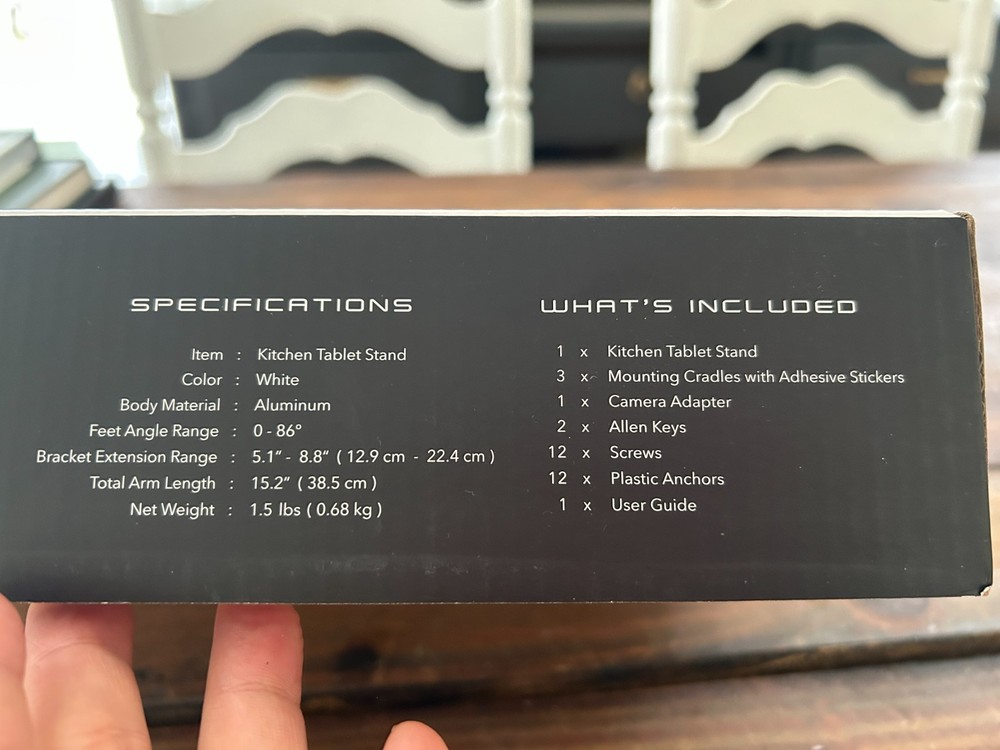 SPECIFICATIONS
Item : Kitchen Tablet Stand
Color : White
Body Material : Aluminum
Feet Angle Range : 0 - 86°
Bracket Extension Range : 5.1” - 8.8“ ( 12.9 cm - 22.4 cm )
Total Arm Length : 15.2” ( 38.5 cm )
Net Weight : 1.5 lbs ( 0.68 kg )
WHAT'S INCLUDED
1 x Kitchen Tablet Stand
3 x Mounting Cradles with Adhesive Stickers
1 x Camera Adapter
2 x Allen Keys
12 x Screws
12 x Plastic Anchors
1 x User Guide